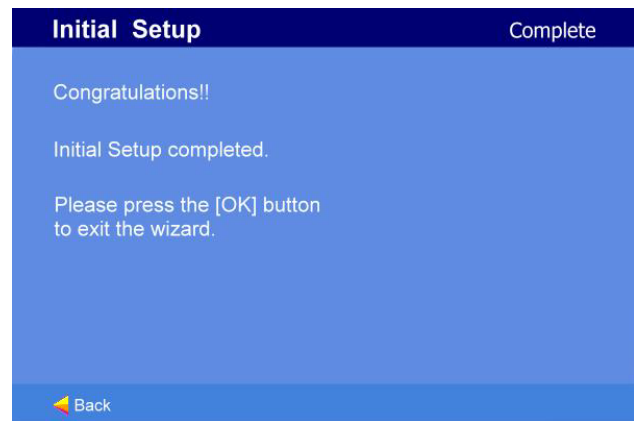 Initial Setup
Complete
Congratulations!!
Initial Setup completed.
Please press the [OK] button
to exit the wizard.
Back